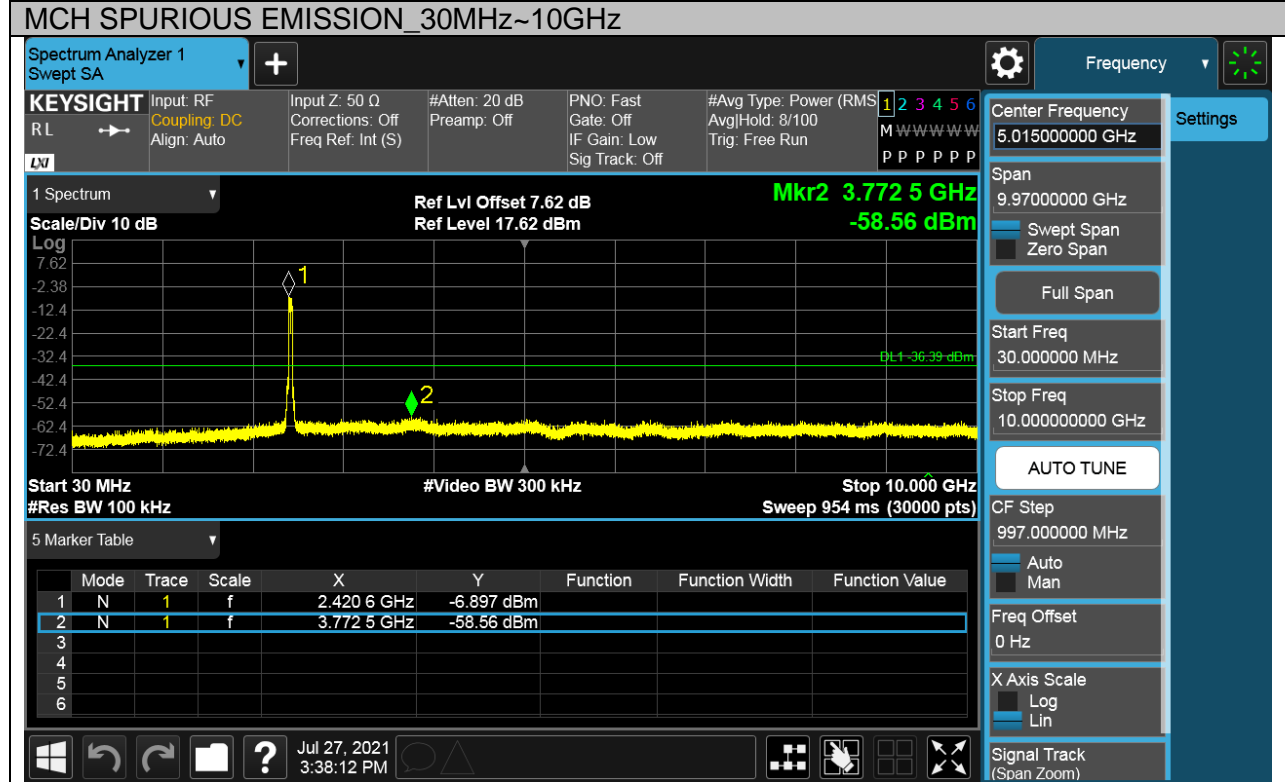 MCH SPURIOUS EMISSION_30MHz~10GHz
Spectrum Analyzer 1
Swept SA
Frequency
KEYSIGHT
RL
LXI
Input: RF
Coupling: DC
Align: Auto
Input Z: 50 Ω
Corrections: Off
Freq Ref: Int (S)
#Atten: 20 dB
Preamp: Off
PNO: Fast
Gate: Off
IF Gain: Low
Sig Track: Off
#Avg Type: Power (RMS
Avg|Hold: 8/100
Trig: Free Run
1 2 3 4 5 6
M W W W W W
P P P P P P
1 Spectrum
Scale/Div 10 dB
Ref Lvl Offset 7.62 dB
Ref Level 17.62 dBm
Mkr2 3.772 5 GHz
-58.56 dBm
Log
7.62
-2.38
-12.4
-22.4
-32.4
-42.4
-52.4
-62.4
-72.4
1
2
DL1 -36.39 dBm
Start 30 MHz
#Video BW 300 kHz
Stop 10.000 GHz
#Res BW 100 kHz
Sweep 954 ms (30000 pts)
5 Marker Table
Mode Trace Scale X Y Function Function Width Function Value
1 N 1 f 2.420 6 GHz -6.897 dBm
2 N 1 f 3.772 5 GHz -58.56 dBm
3
4
5
6
?
Jul 27, 2021
3:38:12 PM
Center Frequency
5.015000000 GHz
Settings
Span
9.97000000 GHz
Swept Span
Zero Span
Full Span
Start Freq
30.000000 MHz
Stop Freq
10.000000000 GHz
AUTO TUNE
CF Step
997.000000 MHz
Auto
Man
Freq Offset
0 Hz
X Axis Scale
Log
Lin
Signal Track
(Span Zoom)